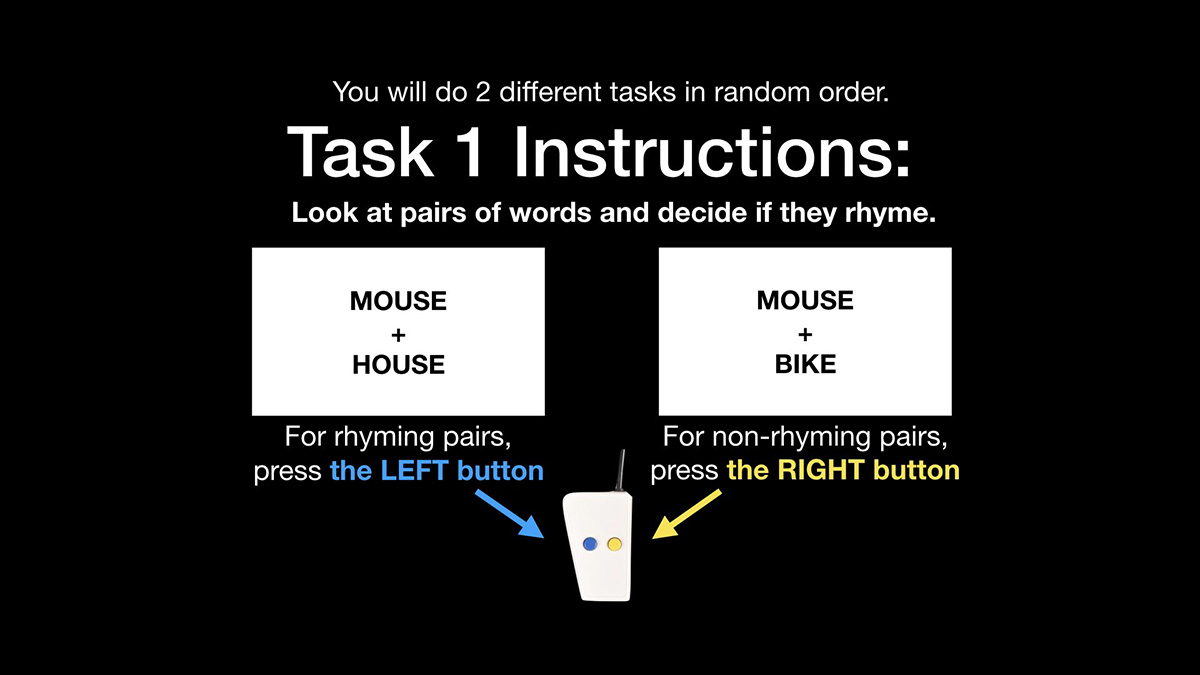 You will do 2 different tasks in random order.
Task 1 Instructions:
Look at pairs of words and decide if they rhyme.
MOUSE
+
HOUSE
For rhyming pairs,
press the LEFT button
MOUSE
+
BIKE
For non-rhyming pairs,
press the RIGHT button